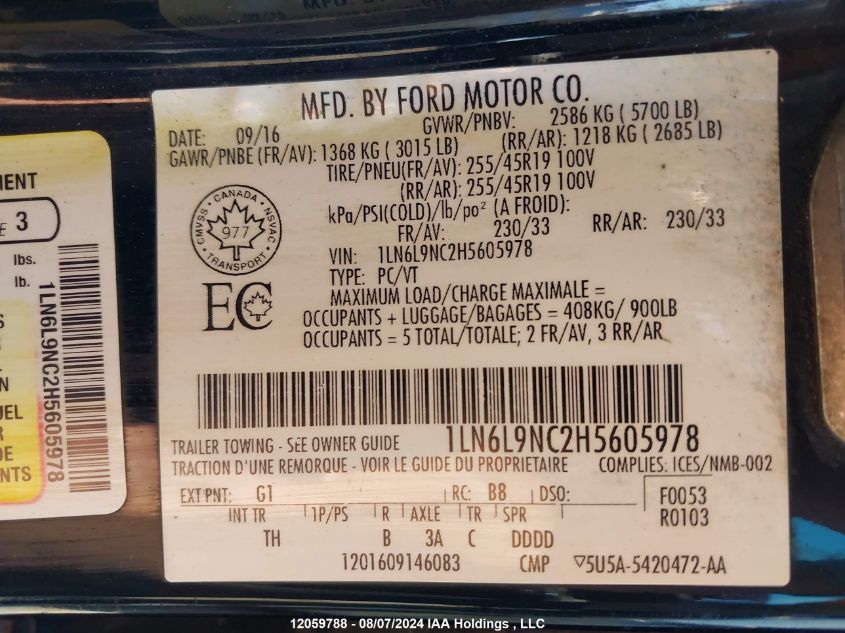 MFD. BY FORD MOTOR CO.
DATE: 09/16 GVWR/PNBV: 2586 KG ( 5700 LB)
GAWR/PNBE (FR/AV): 1368 KG ( 3015 LB) (RR/AR): 1218 KG ( 2685 LB)
TIRE/PNEU(FR/AV): 255/45R19 100V
(RR/AR): 255/45R19 100V
kPa/PSI(COLD)/lb/po² (A FROID):
FR/AV: 230/33 RR/AR: 230/33
VIN: 1LN6L9NC2H5605978
TYPE: PC/VT
MAXIMUM LOAD/CHARGE MAXIMALE =
OCCUPANTS + LUGGAGE/BAGAGES = 408KG/ 900LB
OCCUPANTS = 5 TOTAL/TOTALE; 2 FR/AV, 3 RR/AR
CMVSS · CANADA · NSVAC · TRANSPORT ·
977
EC
1LN6L9NC2H5605978
TRAILER TOWING - SEE OWNER GUIDE
TRACTION D'UNE REMORQUE - VOIR LE GUIDE DU PROPRIETAIRE
COMPLIES: ICES/NMB-002
EXT PNT: G1 RC: B8 DSO: F0053
INT TR 1P/PS R AXLE TR SPR R0103
TH B 3A C DDDD
1201609146083 CMP ▽5U5A-5420472-AA
MENT
E 3
lbs.
lb.
UEL
R
DE
ENTS
1LN6L9NC2H5605978
12059788 - 08/07/2024 IAA Holdings , LLC